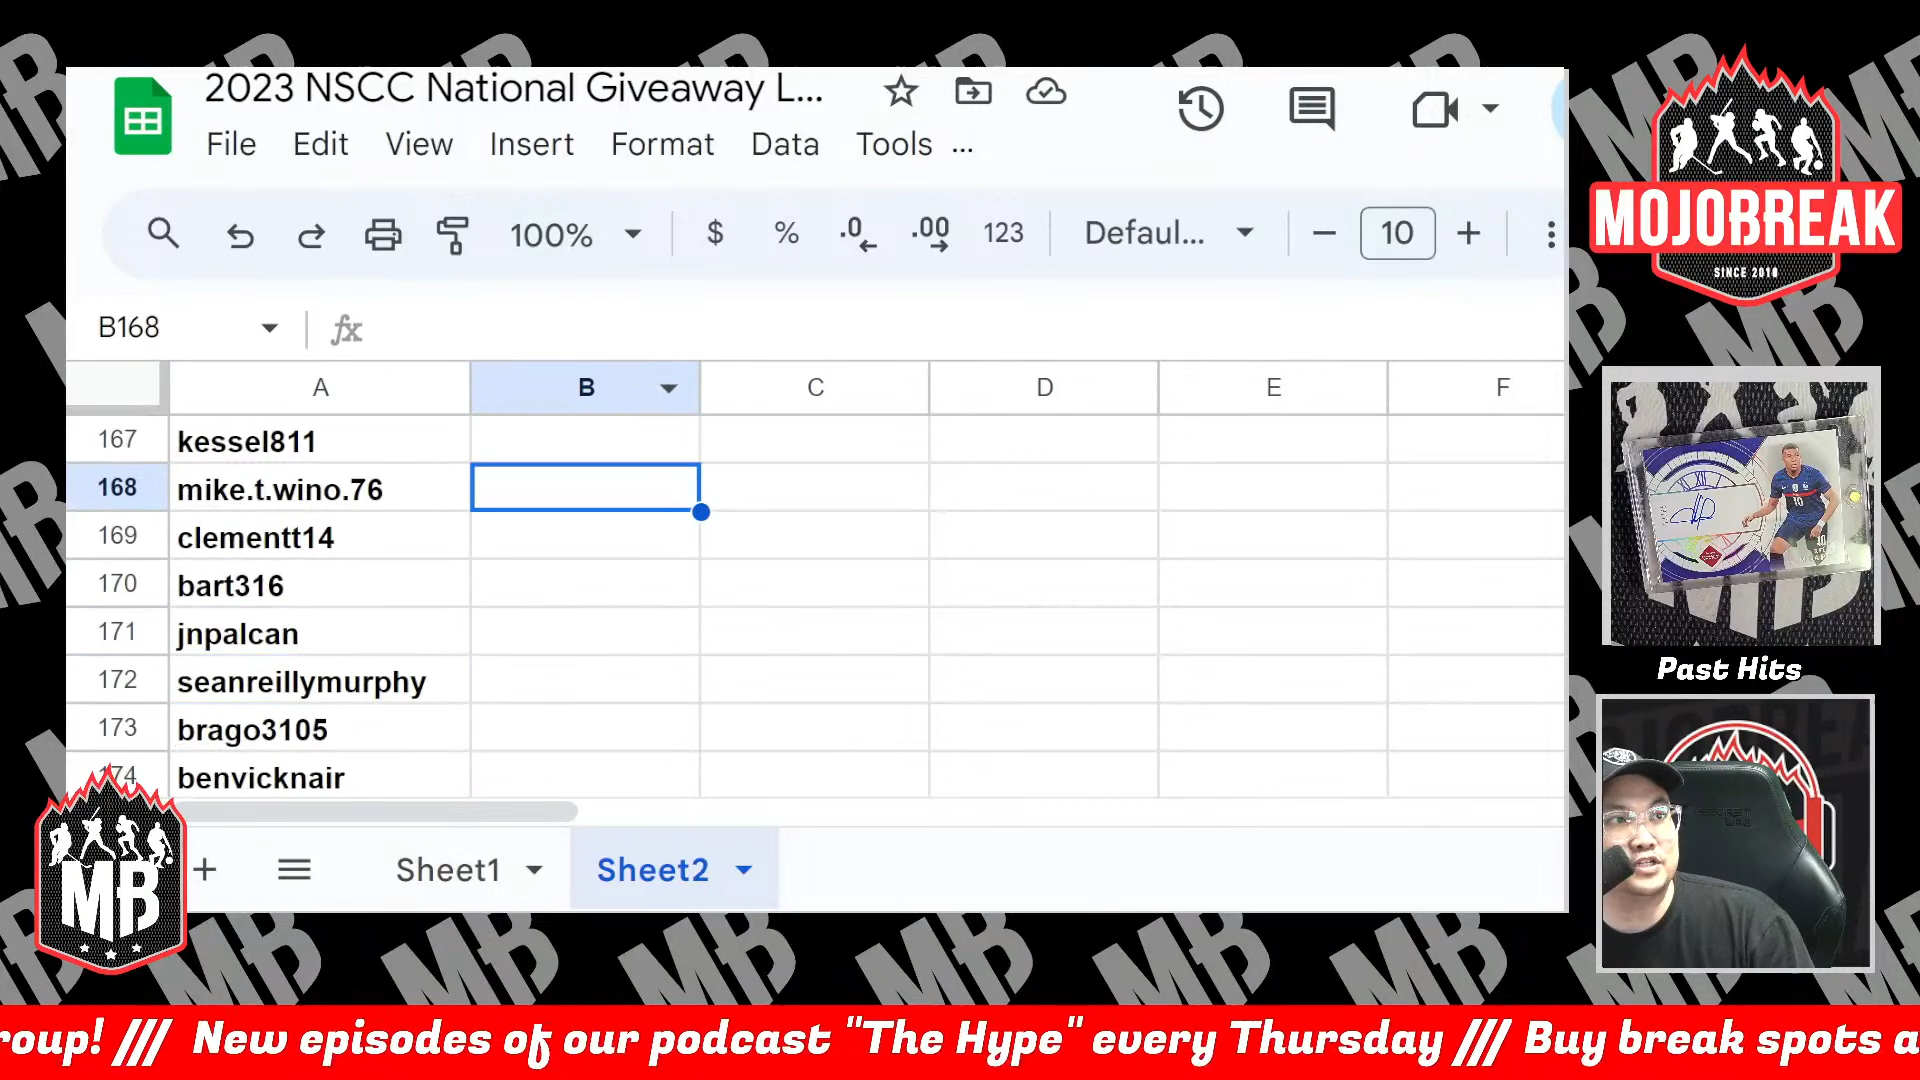 2023 NSCC National Giveaway L...
File Edit View Insert Format Data Tools ...
100% $ % .0 .00 123 Defaul... 10
B168 fx
A B C D E F
167 kessel811
168 mike.t.wino.76
169 clementt14
170 bart316
171 jnpalcan
172 seanreillymurphy
173 brago3105
174 benvicknair
Sheet1 Sheet2
MB
MOJOBREAK
SINCE 2010
Past Hits
roup! /// New episodes of our podcast "The Hype" every Thursday /// Buy break spots a